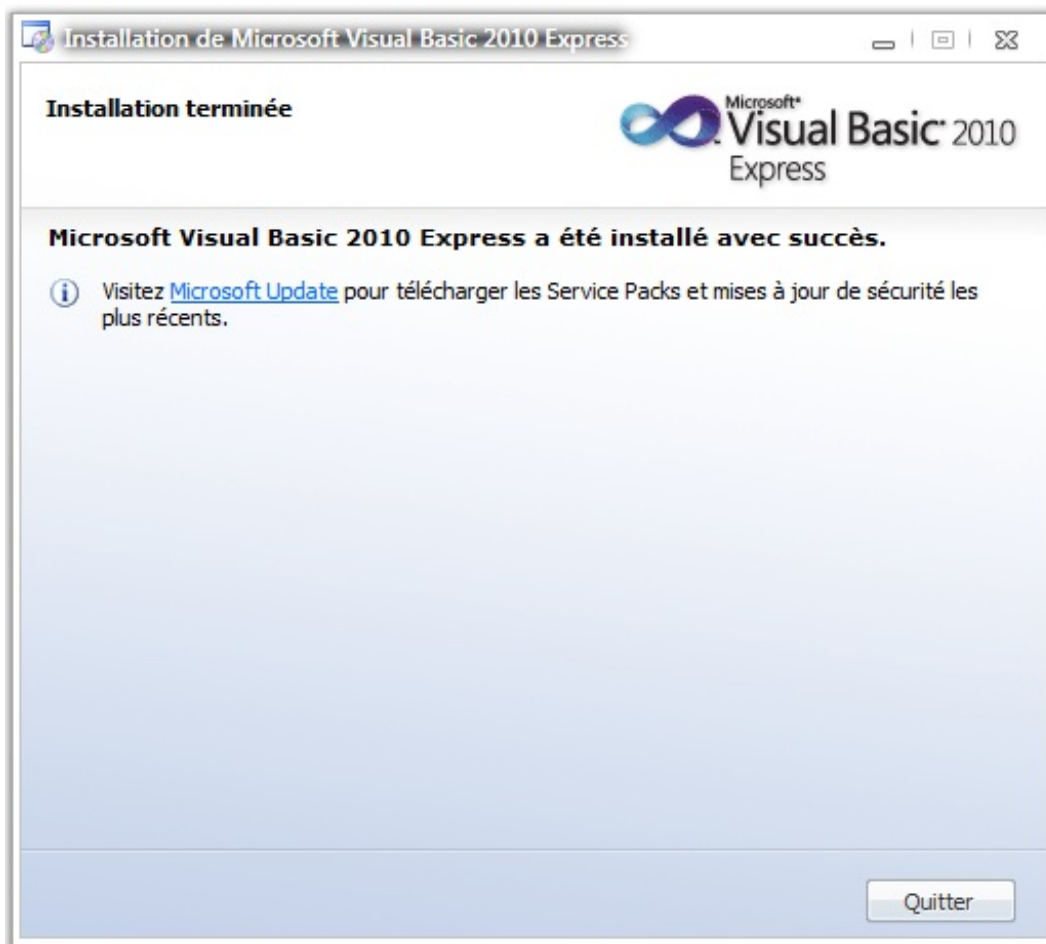 Installation de Microsoft Visual Basic 2010 Express
Installation terminée
Microsoft®
Visual Basic® 2010
Express
Microsoft Visual Basic 2010 Express a été installé avec succès.
Visitez Microsoft Update pour télécharger les Service Packs et mises à jour de sécurité les
plus récents.
Quitter